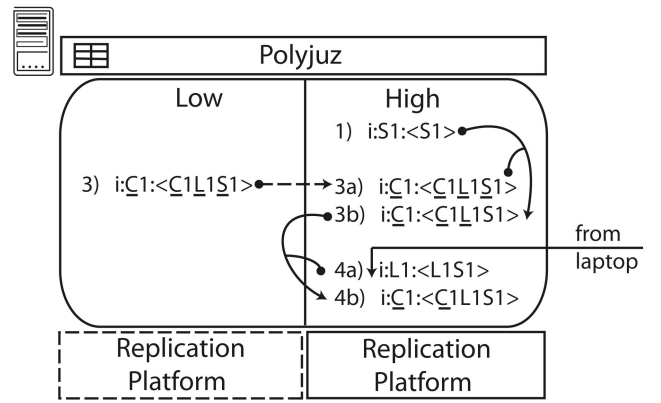 Polyjuz
Low
High
1) i:S1:<S1>
3) i:C1:<C1L1S1>
3a) i:C1:<C1L1S1>
3b) i:C1:<C1L1S1>
from
laptop
4a) i:L1:<L1S1>
4b) i:C1:<C1L1S1>
Replication
Platform
Replication
Platform